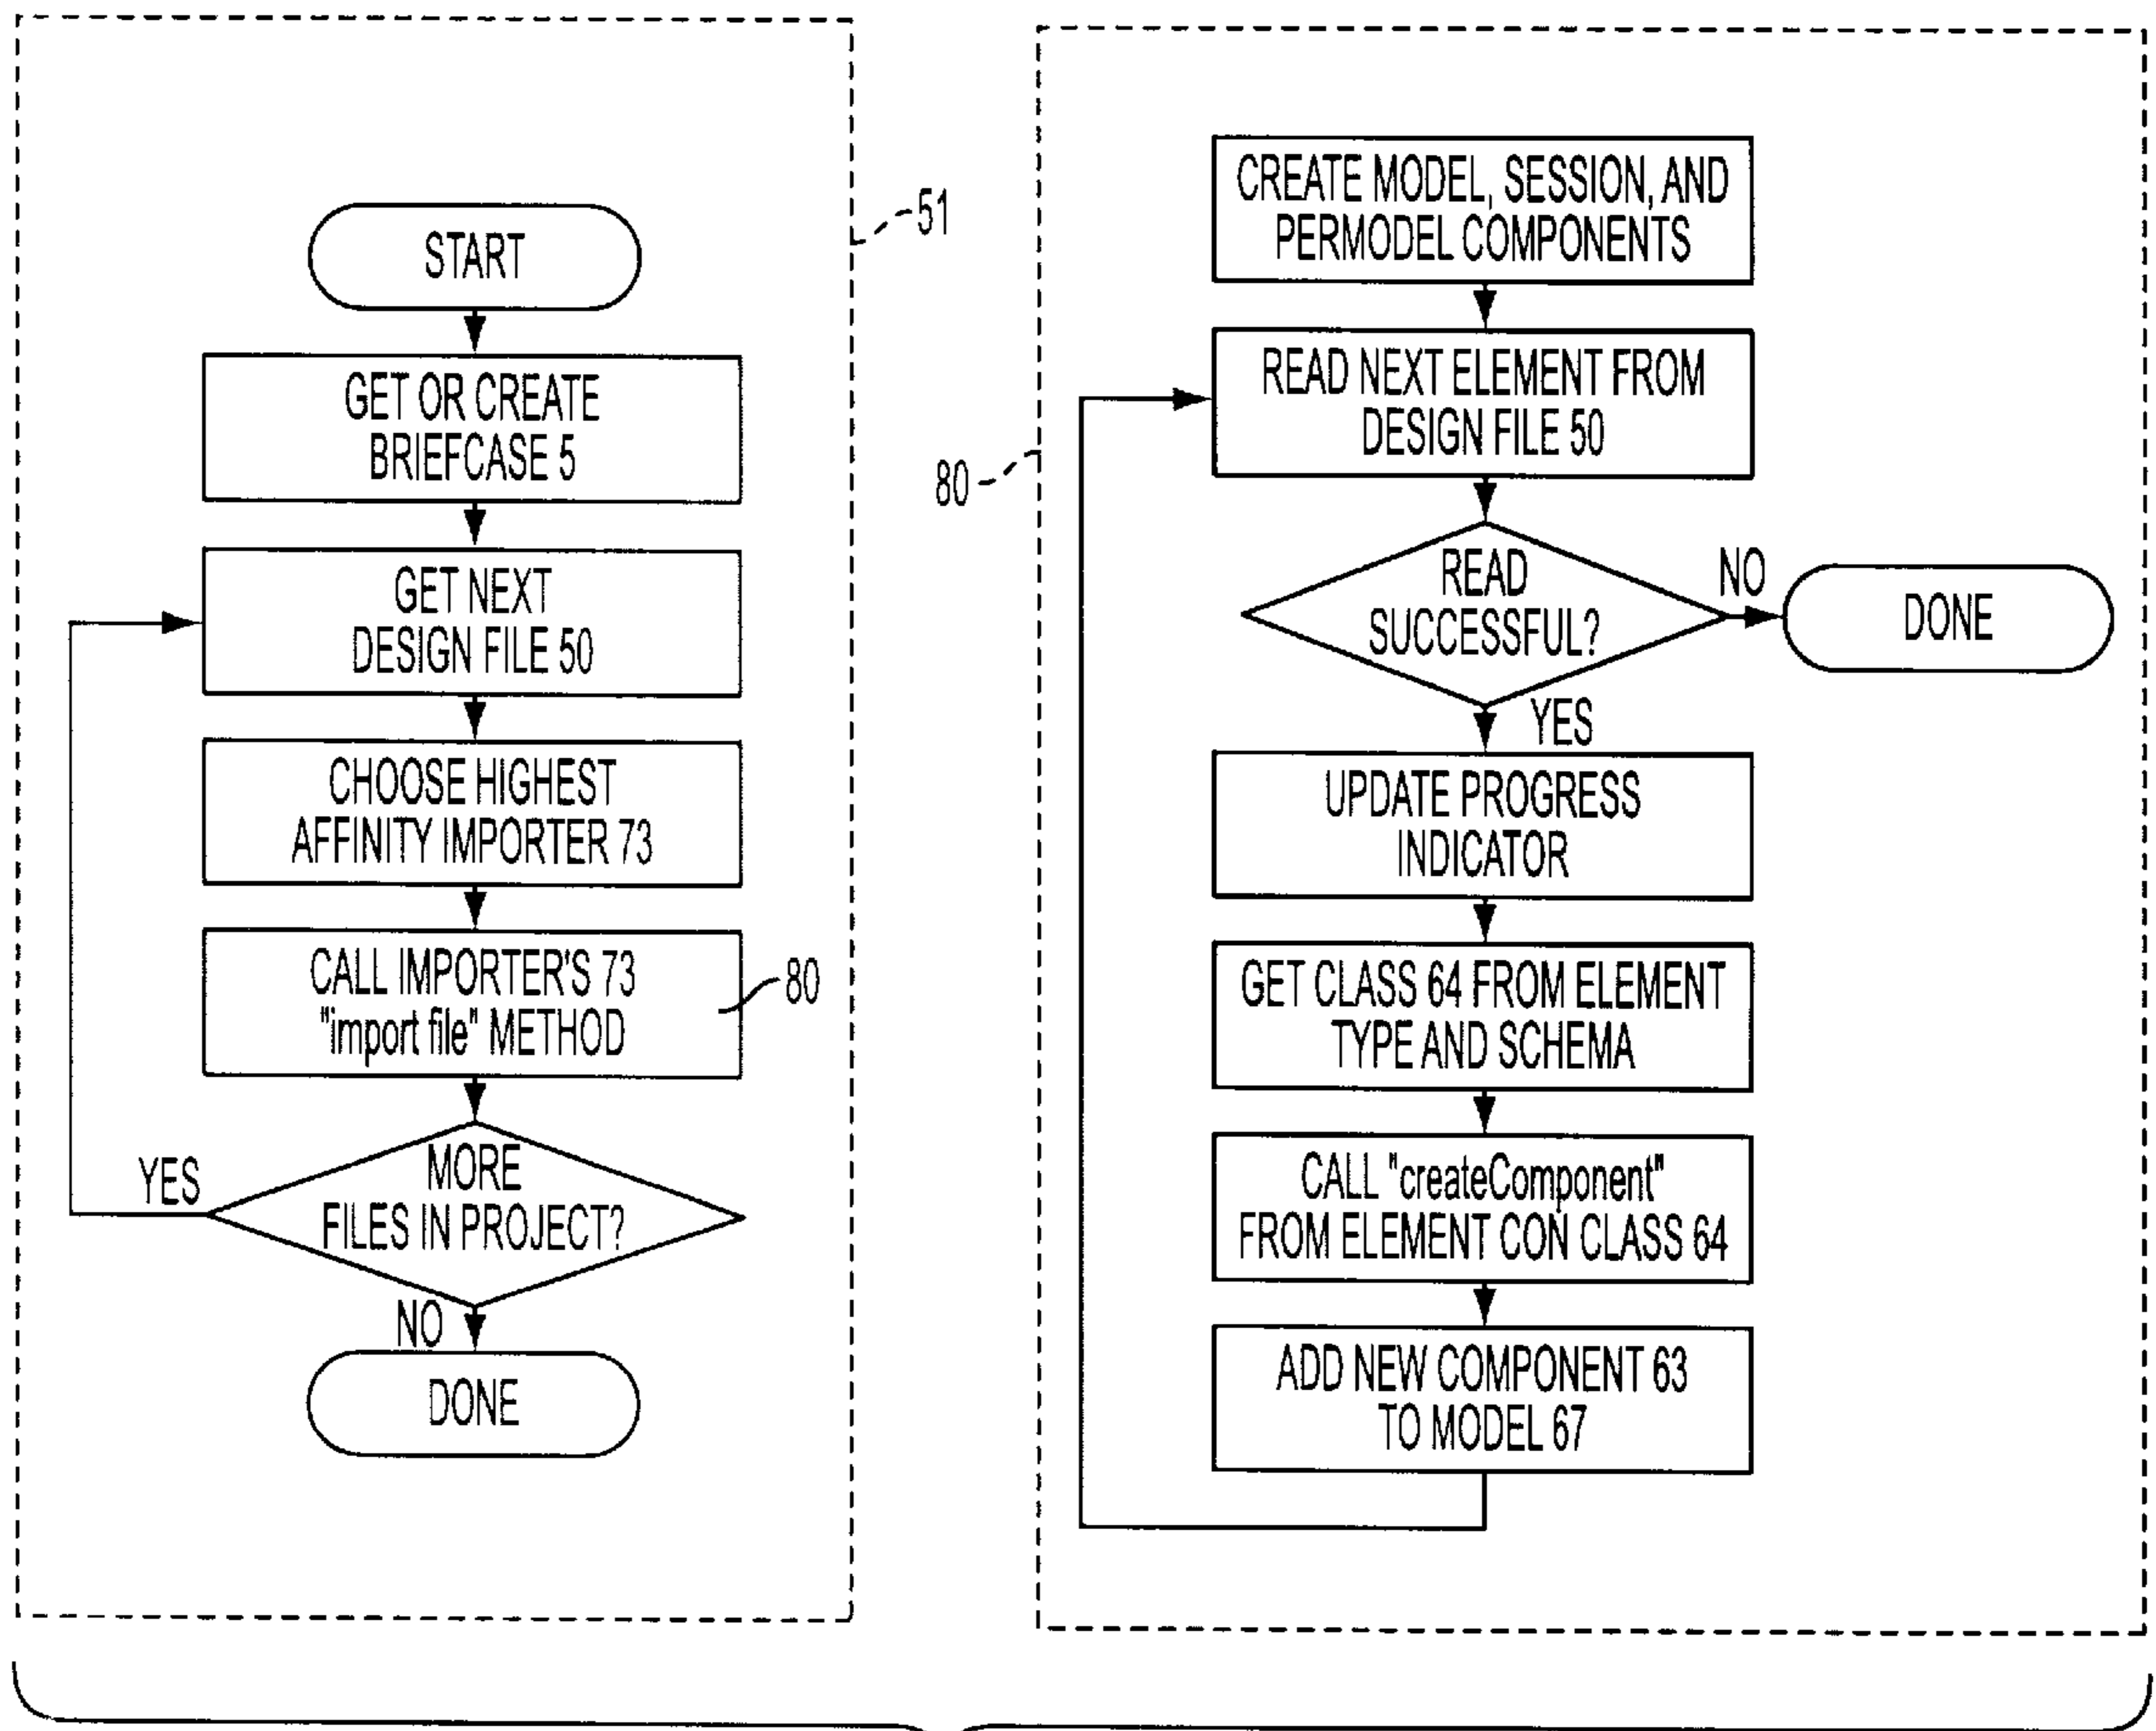 START
GET OR CREATE
BRIEFCASE 5
GET NEXT
DESIGN FILE 50
CHOOSE HIGHEST
AFFINITY IMPORTER 73
CALL IMPORTER'S 73
"import file" METHOD
80
MORE
FILES IN PROJECT?
YES
NO
DONE
51
CREATE MODEL, SESSION, AND
PERMODEL COMPONENTS
READ NEXT ELEMENT FROM
DESIGN FILE 50
80
READ
SUCCESSFUL?
NO
DONE
YES
UPDATE PROGRESS
INDICATOR
GET CLASS 64 FROM ELEMENT
TYPE AND SCHEMA
CALL "createComponent"
FROM ELEMENT CON CLASS 64
ADD NEW COMPONENT 63
TO MODEL 67